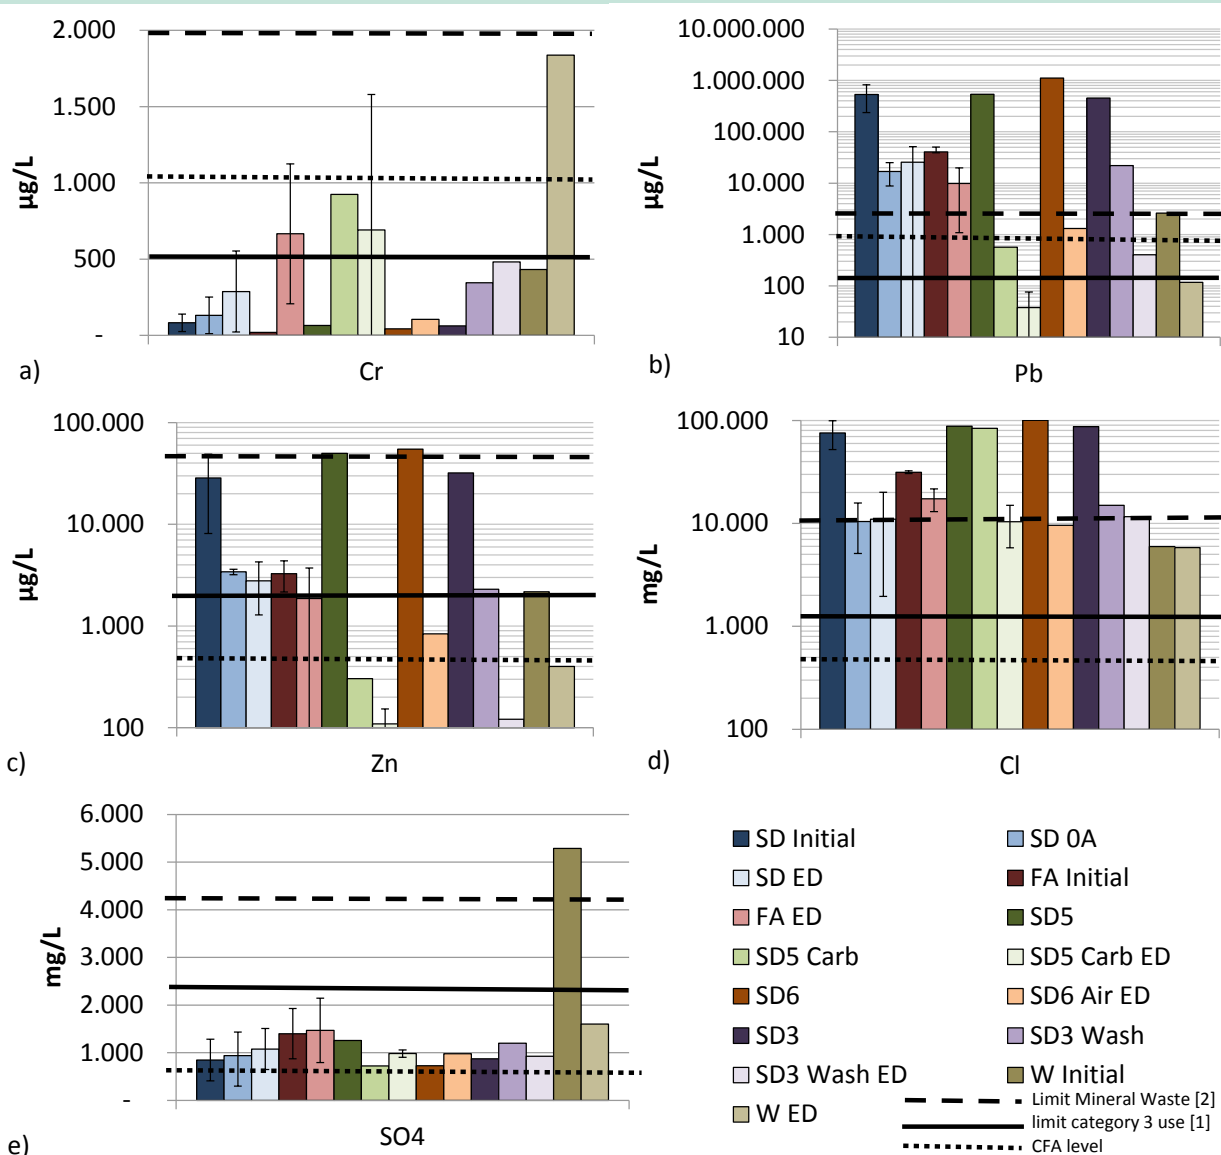 2.000
1.500
1.000
500
-
µg/L
a)
Cr
10.000.000
1.000.000
100.000
10.000
1.000
100
10
µg/L
b)
Pb
100.000
10.000
1.000
100
µg/L
c)
Zn
100.000
10.000
1.000
100
mg/L
d)
Cl
6.000
5.000
4.000
3.000
2.000
1.000
-
mg/L
e)
SO4
SD Initial
SD 0A
SD ED
FA Initial
FA ED
SD5
SD5 Carb
SD5 Carb ED
SD6
SD6 Air ED
SD3
SD3 Wash
SD3 Wash ED
W Initial
W ED
Limit Mineral Waste [2]
limit category 3 use [1]
CFA level